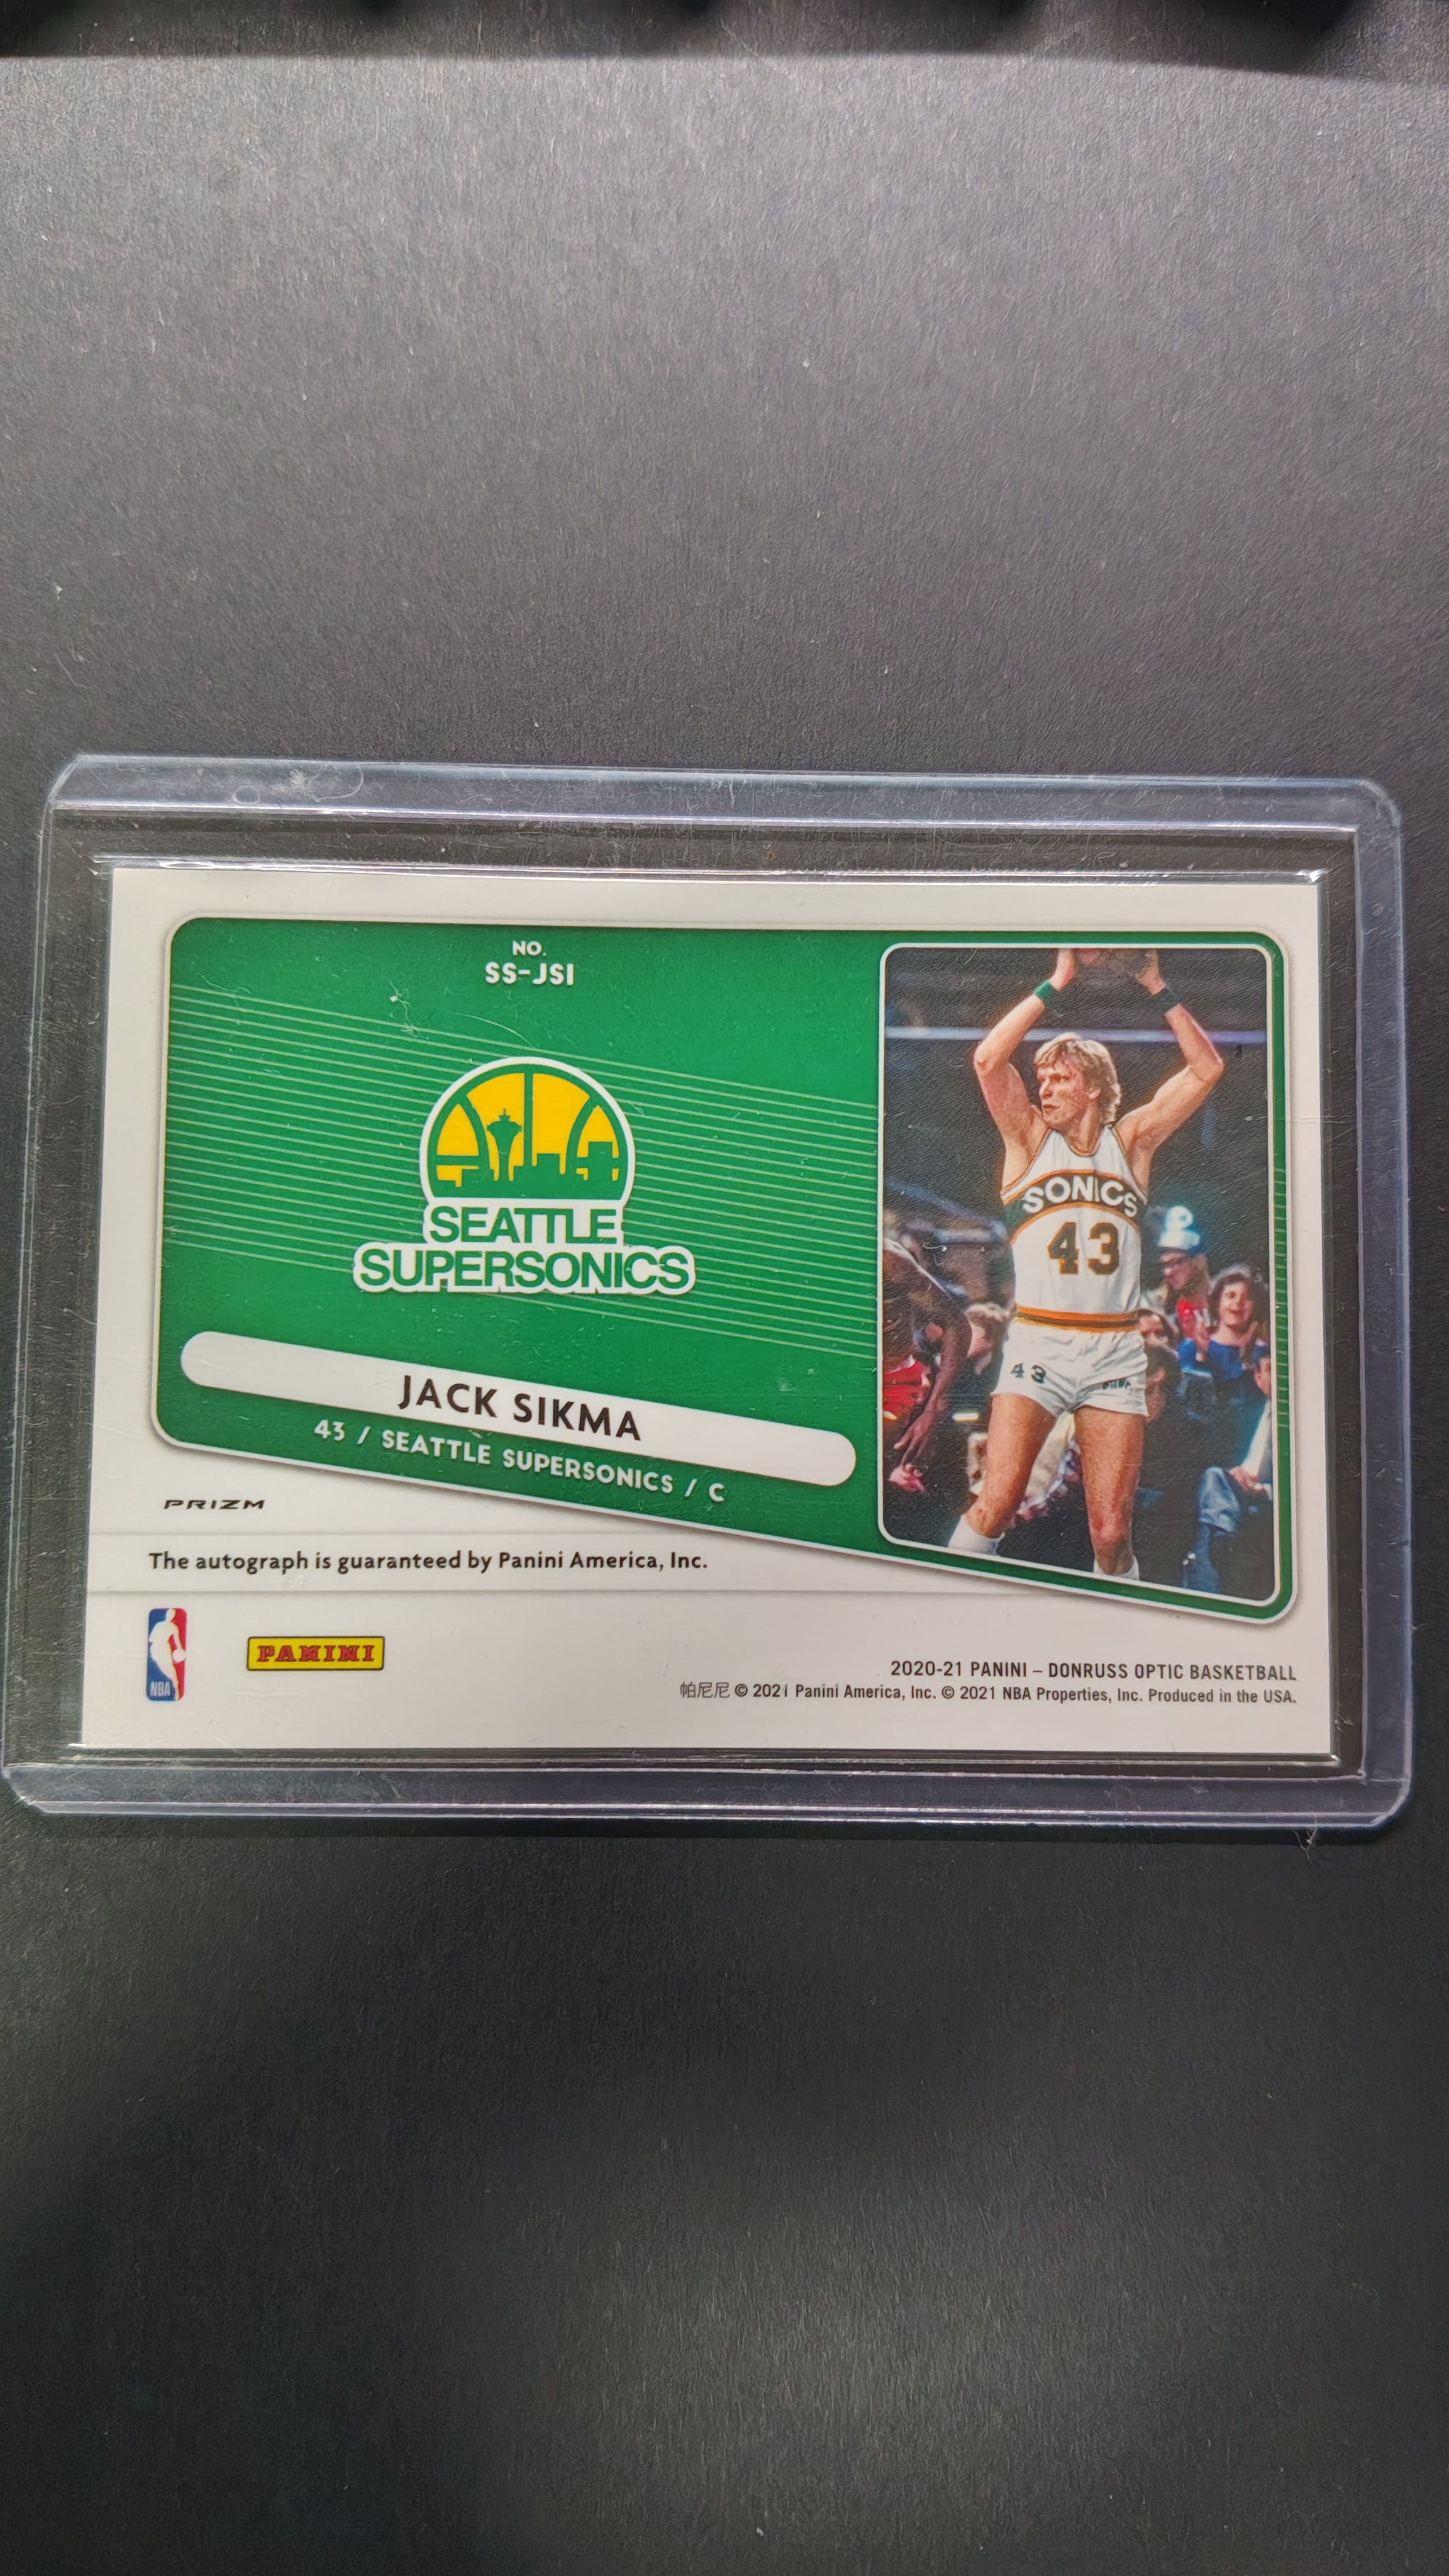 NO.
SS-JSI
SEATTLE
SUPERSONICS
SONICS
43
43
JACK SIKMA
43 / SEATTLE SUPERSONICS / C
PRIZM
The autograph is guaranteed by Panini America, Inc.
NBA
PANINI
2020-21 PANINI – DONRUSS OPTIC BASKETBALL
帕尼尼 © 2021 Panini America, Inc. © 2021 NBA Properties, Inc. Produced in the USA.